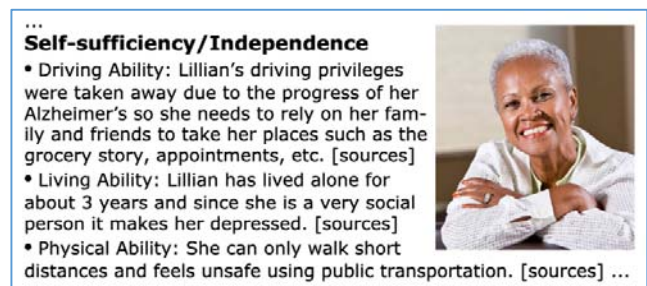 ...
Self-sufficiency/Independence
• Driving Ability: Lillian's driving privileges
were taken away due to the progress of her
Alzheimer's so she needs to rely on her fam-
ily and friends to take her places such as the
grocery story, appointments, etc. [sources]
• Living Ability: Lillian has lived alone for
about 3 years and since she is a very social
person it makes her depressed. [sources]
• Physical Ability: She can only walk short
distances and feels unsafe using public transportation. [sources] ...